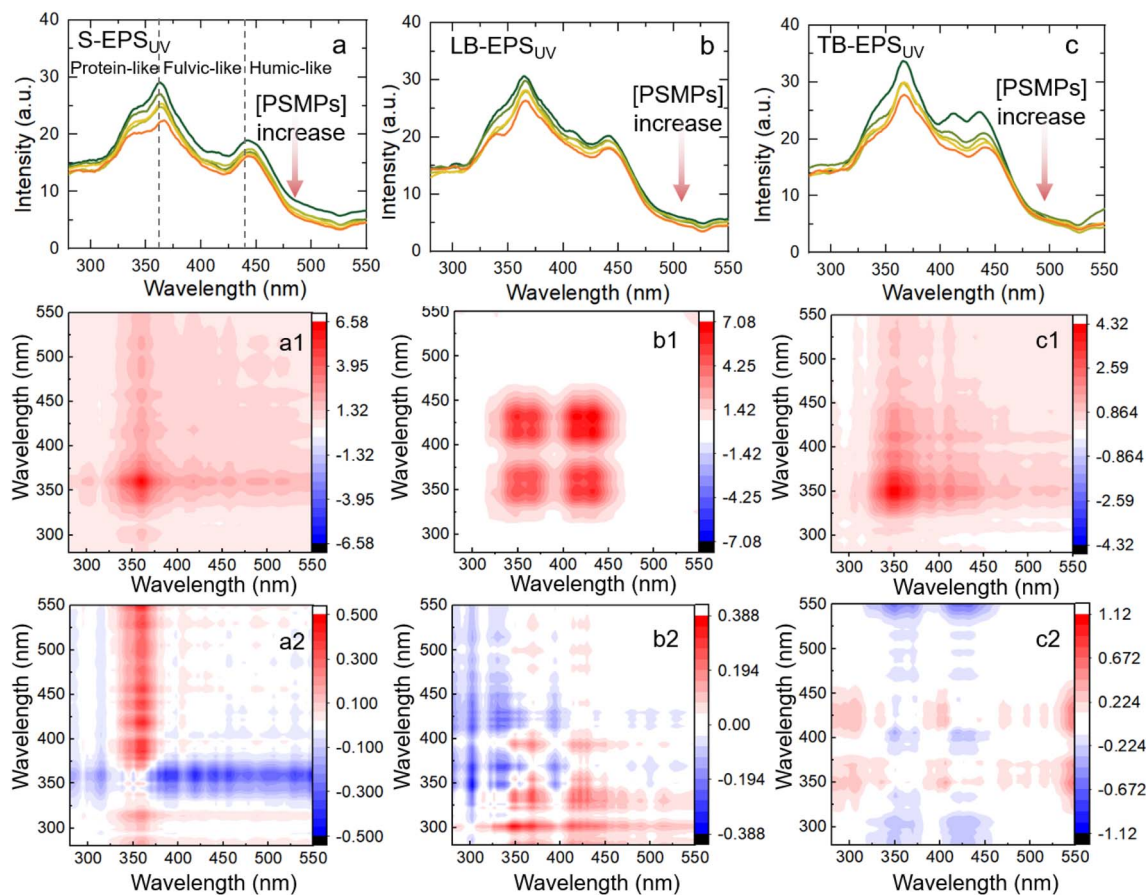 S-EPSUV
a
Protein-like Fulvic-like Humic-like
[PSMPs]
increase
Intensity (a.u.)
40
30
20
10
0
300 350 400 450 500 550
Wavelength (nm)
LB-EPSUV
b
[PSMPs]
increase
Intensity (a.u.)
40
30
20
10
0
300 350 400 450 500 550
Wavelength (nm)
TB-EPSUV
c
[PSMPs]
increase
Intensity (a.u.)
40
30
20
10
0
300 350 400 450 500 550
Wavelength (nm)
a1
Wavelength (nm)
550
500
450
400
350
300
300 350 400 450 500 550
Wavelength (nm)
6.58
3.95
1.32
-1.32
-3.95
-6.58
b1
Wavelength (nm)
550
500
450
400
350
300
300 350 400 450 500 550
Wavelength (nm)
7.08
4.25
1.42
-1.42
-4.25
-7.08
c1
Wavelength (nm)
550
500
450
400
350
300
300 350 400 450 500 550
Wavelength (nm)
4.32
2.59
0.864
-0.864
-2.59
-4.32
a2
Wavelength (nm)
550
500
450
400
350
300
300 350 400 450 500 550
Wavelength (nm)
0.500
0.300
0.100
-0.100
-0.300
-0.500
b2
Wavelength (nm)
550
500
450
400
350
300
300 350 400 450 500 550
Wavelength (nm)
0.388
0.194
0.00
-0.194
-0.388
c2
Wavelength (nm)
550
500
450
400
350
300
300 350 400 450 500 550
Wavelength (nm)
1.12
0.672
0.224
-0.224
-0.672
-1.12